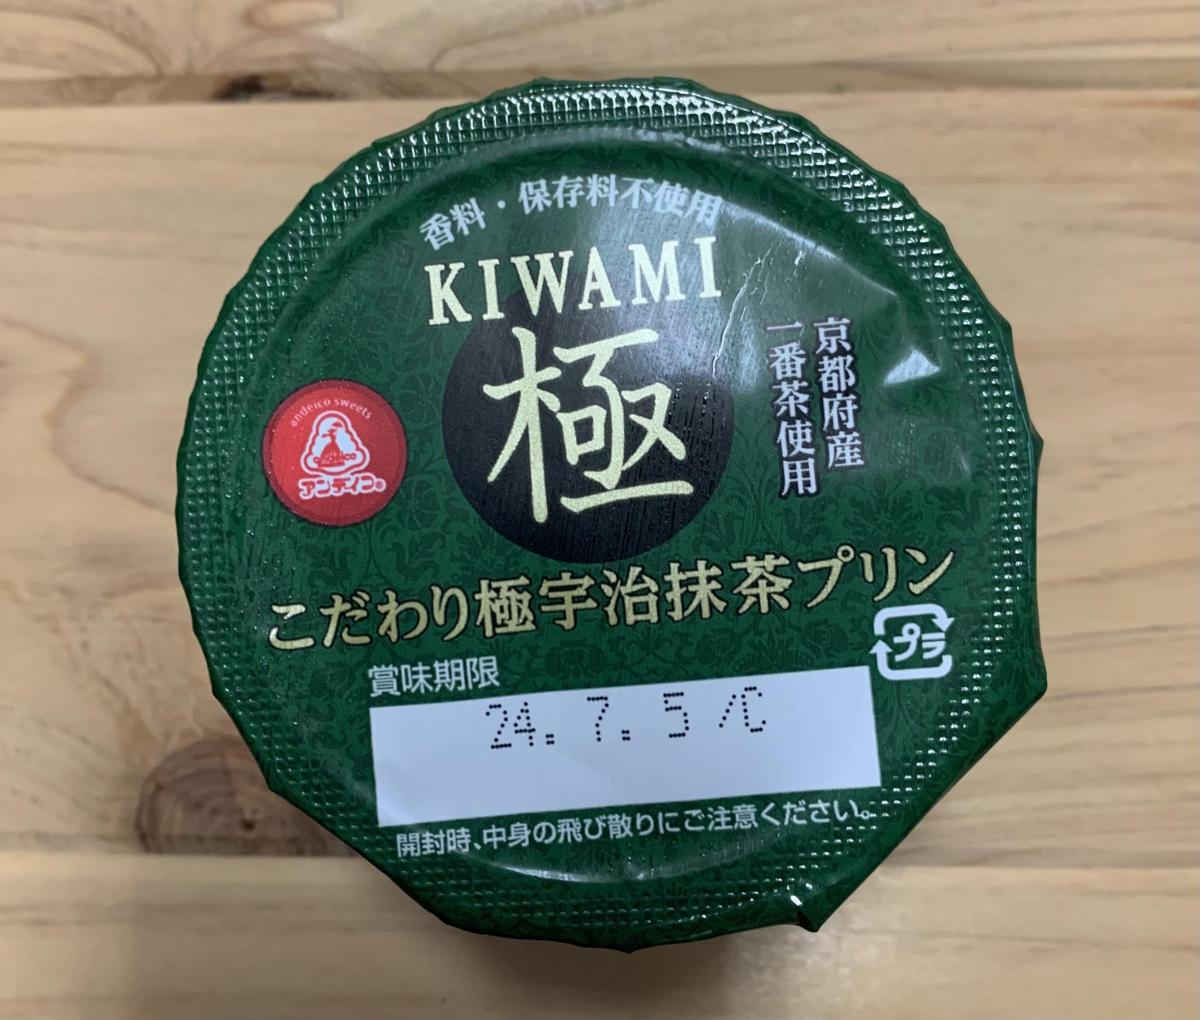 香料・保存料不使用
KIWAMI
極
京都府産
一番茶使用
andeico sweets
アンデイコ®
こだわり極宇治抹茶プリン
プラ
賞味期限
24. 7. 5 /C
開封時、中身の飛び散りにご注意ください。